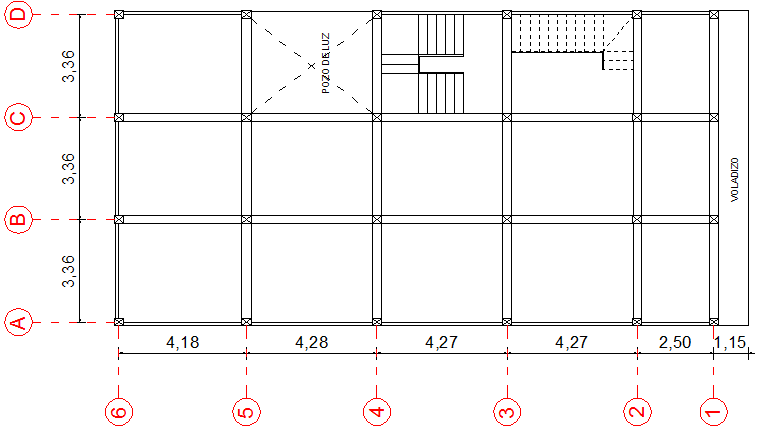 D
C
B
A
3,36
3,36
3,36
POZO DE LUZ
VOLADIZO
4,18
4,28
4,27
4,27
2,50
1,15
6
5
4
3
2
1